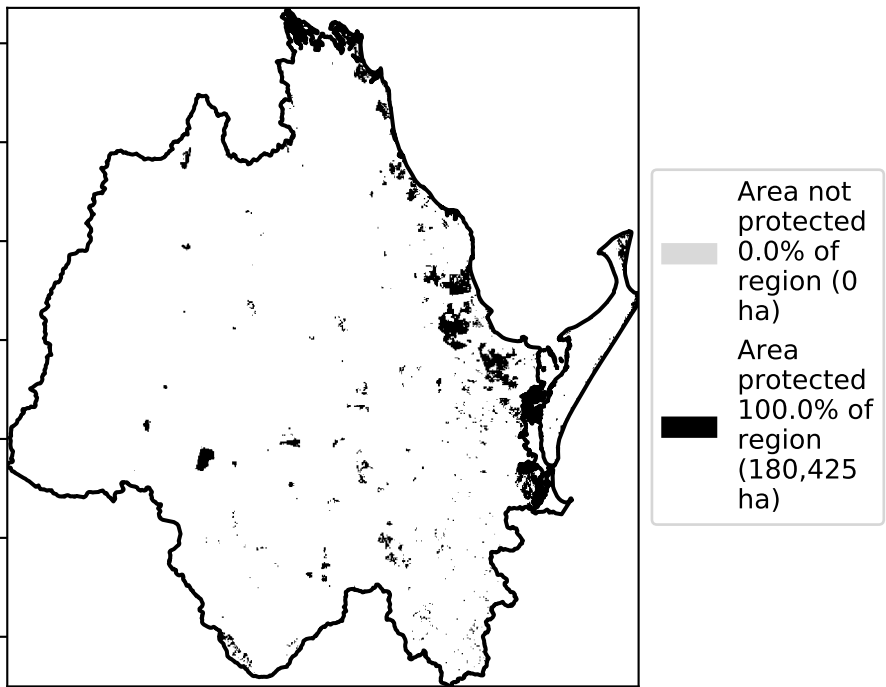 Area not
protected
0.0% of
region (0
ha)
Area
protected
100.0% of
region
(180,425
ha)